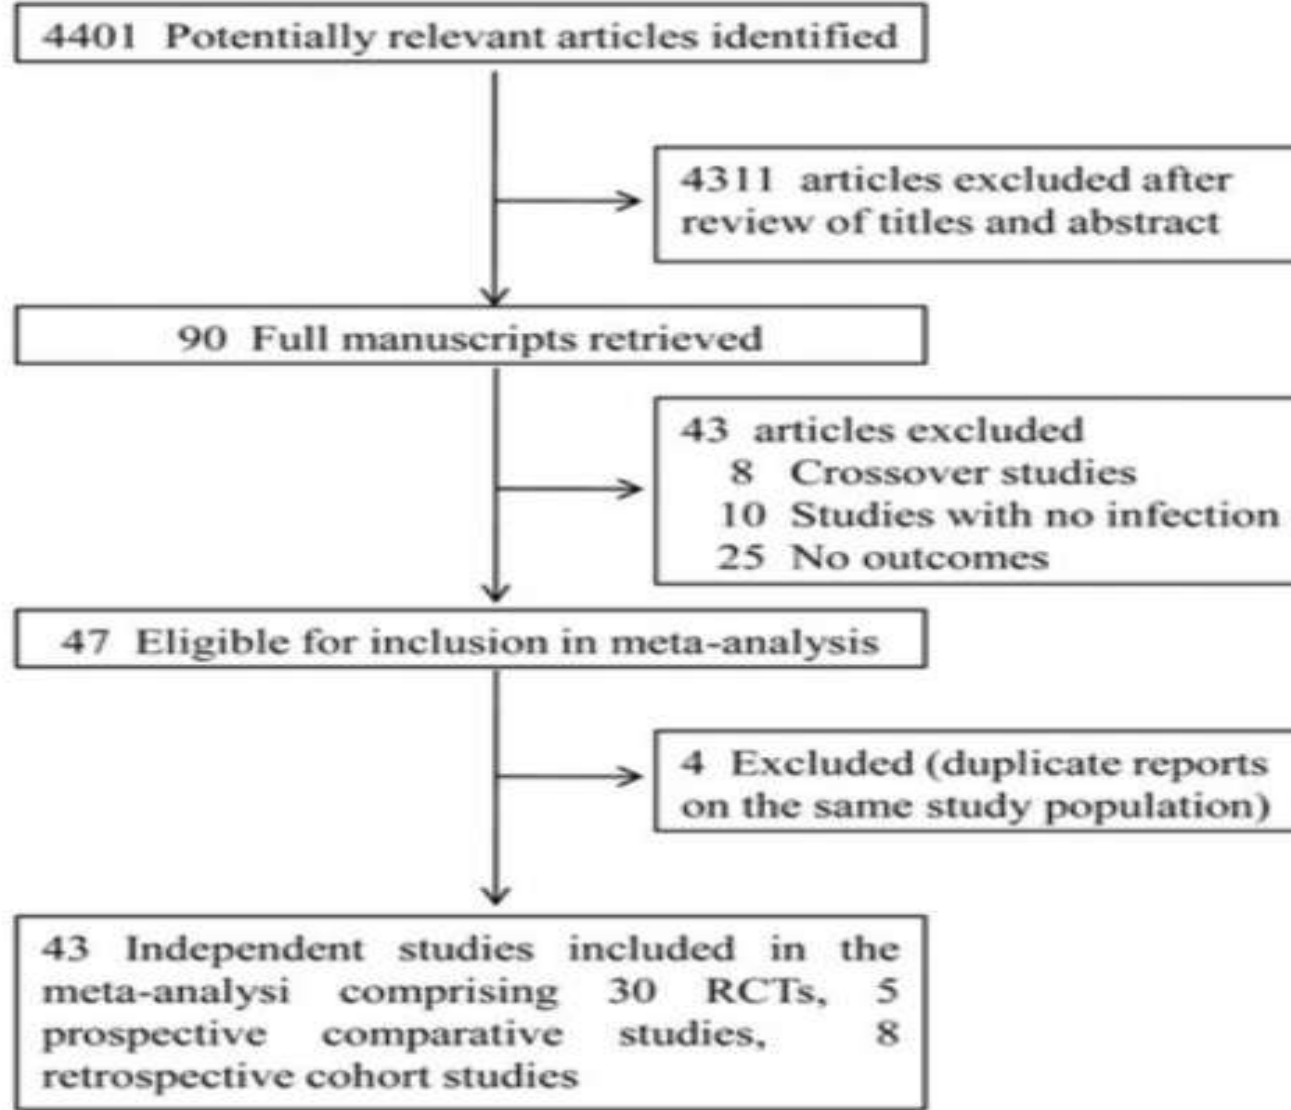 4401 Potentially relevant articles identified
4311 articles excluded after
review of titles and abstract
90 Full manuscripts retrieved
43 articles excluded
8 Crossover studies
10 Studies with no infection
25 No outcomes
47 Eligible for inclusion in meta-analysis
4 Excluded (duplicate reports
on the same study population)
43 Independent studies included in the
meta-analysi comprising 30 RCTs, 5
prospective comparative studies, 8
retrospective cohort studies